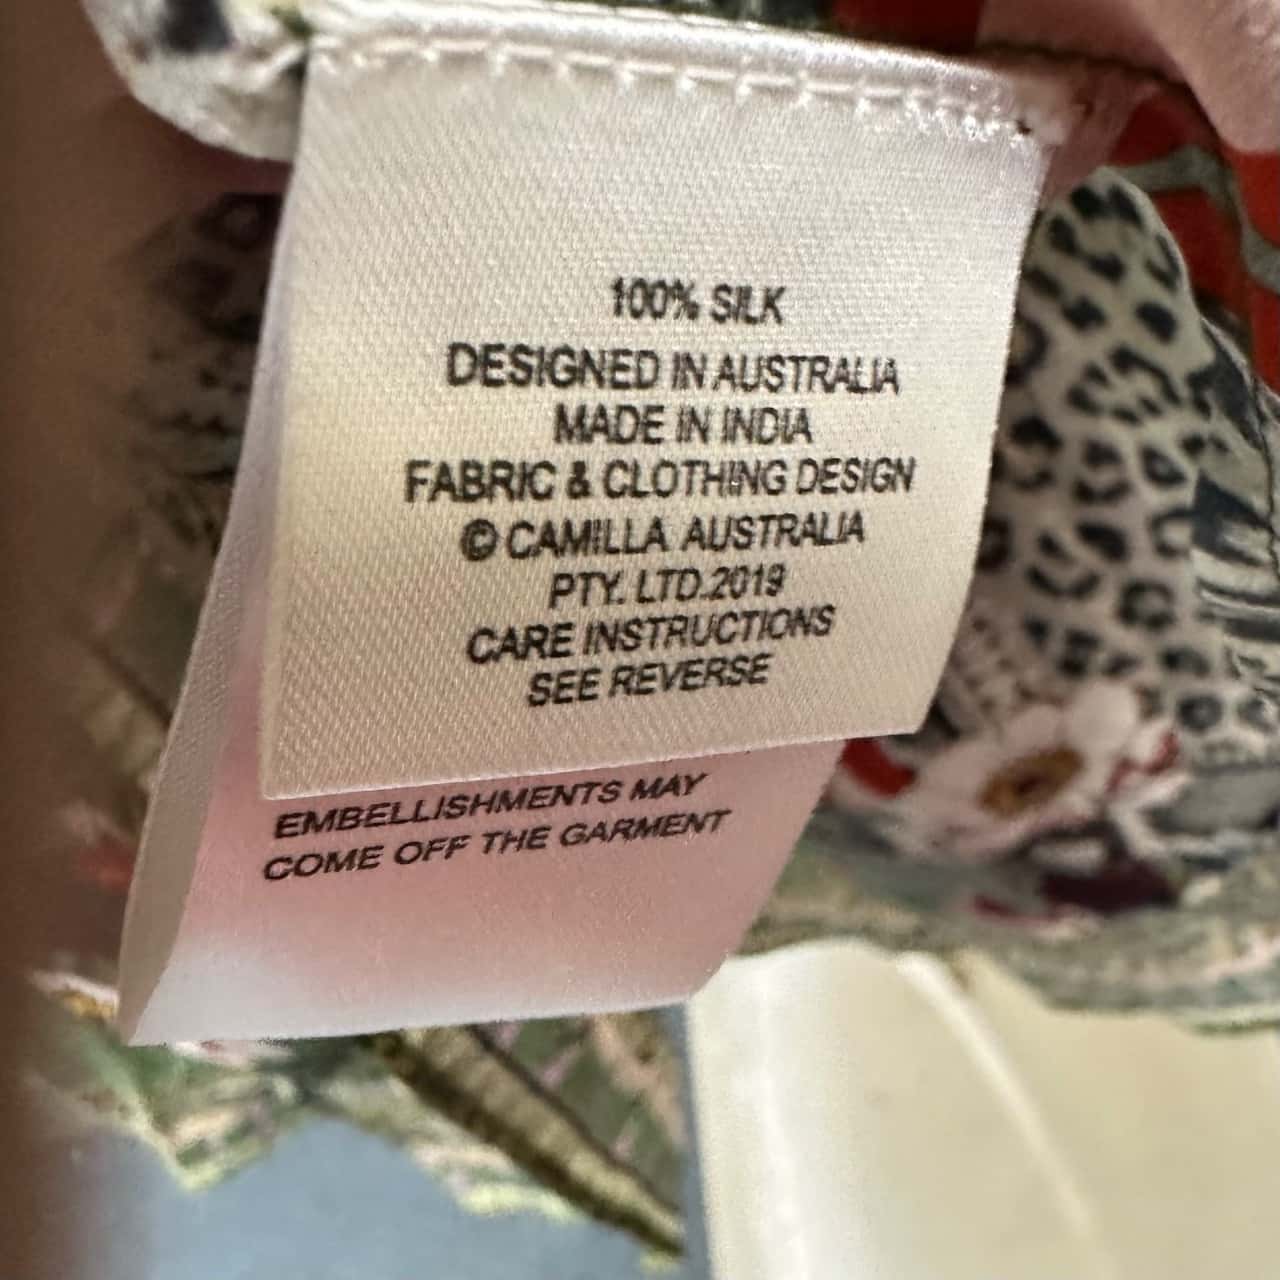 100% SILK
DESIGNED IN AUSTRALIA
MADE IN INDIA
FABRIC & CLOTHING DESIGN
© CAMILLA AUSTRALIA
PTY. LTD.2019
CARE INSTRUCTIONS
SEE REVERSE
EMBELLISHMENTS MAY
COME OFF THE GARMENT